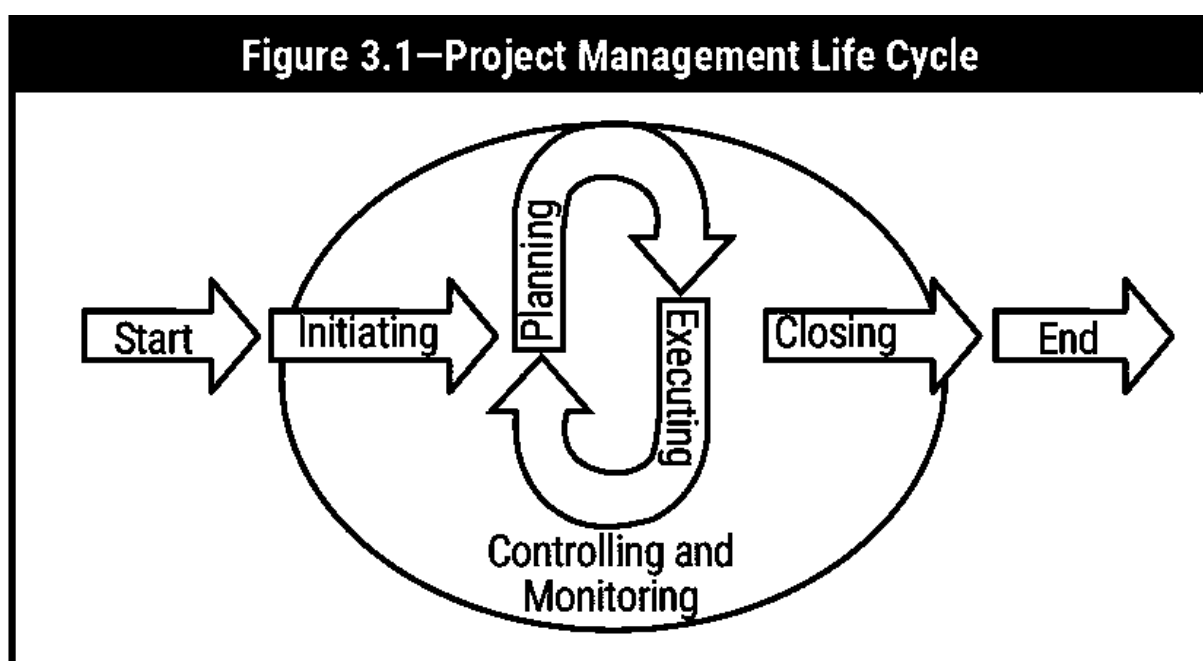 Figure 3.1—Project Management Life Cycle
Start
Initiating
Planning
Executing
Closing
End
Controlling and
Monitoring